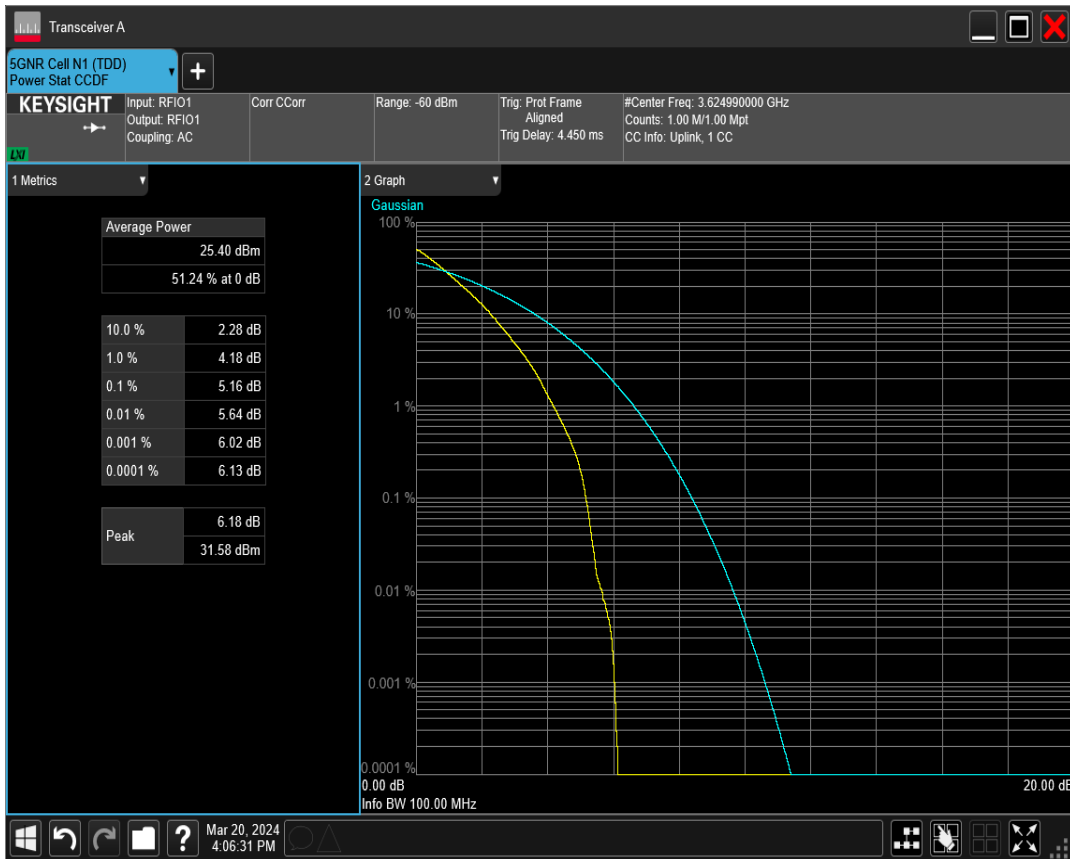 Transceiver A
5GNR Cell N1 (TDD)
Power Stat CCDF
+
KEYSIGHT
LXI
Input: RFIO1
Output: RFIO1
Coupling: AC
Corr CCorr
Range: -60 dBm
Trig: Prot Frame
Aligned
Trig Delay: 4.450 ms
#Center Freq: 3.624990000 GHz
Counts: 1.00 M/1.00 Mpt
CC Info: Uplink, 1 CC
1 Metrics
Average Power
25.40 dBm
51.24 % at 0 dB
10.0 % 2.28 dB
1.0 % 4.18 dB
0.1 % 5.16 dB
0.01 % 5.64 dB
0.001 % 6.02 dB
0.0001 % 6.13 dB
Peak
6.18 dB
31.58 dBm
2 Graph
Gaussian
100 %
10 %
1 %
0.1 %
0.01 %
0.001 %
0.0001 %
0.00 dB 20.00 dB
Info BW 100.00 MHz
?
Mar 20, 2024
4:06:31 PM